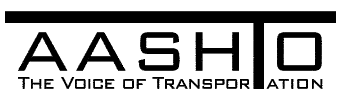 AASHTO
THE VOICE OF TRANSPORTATION